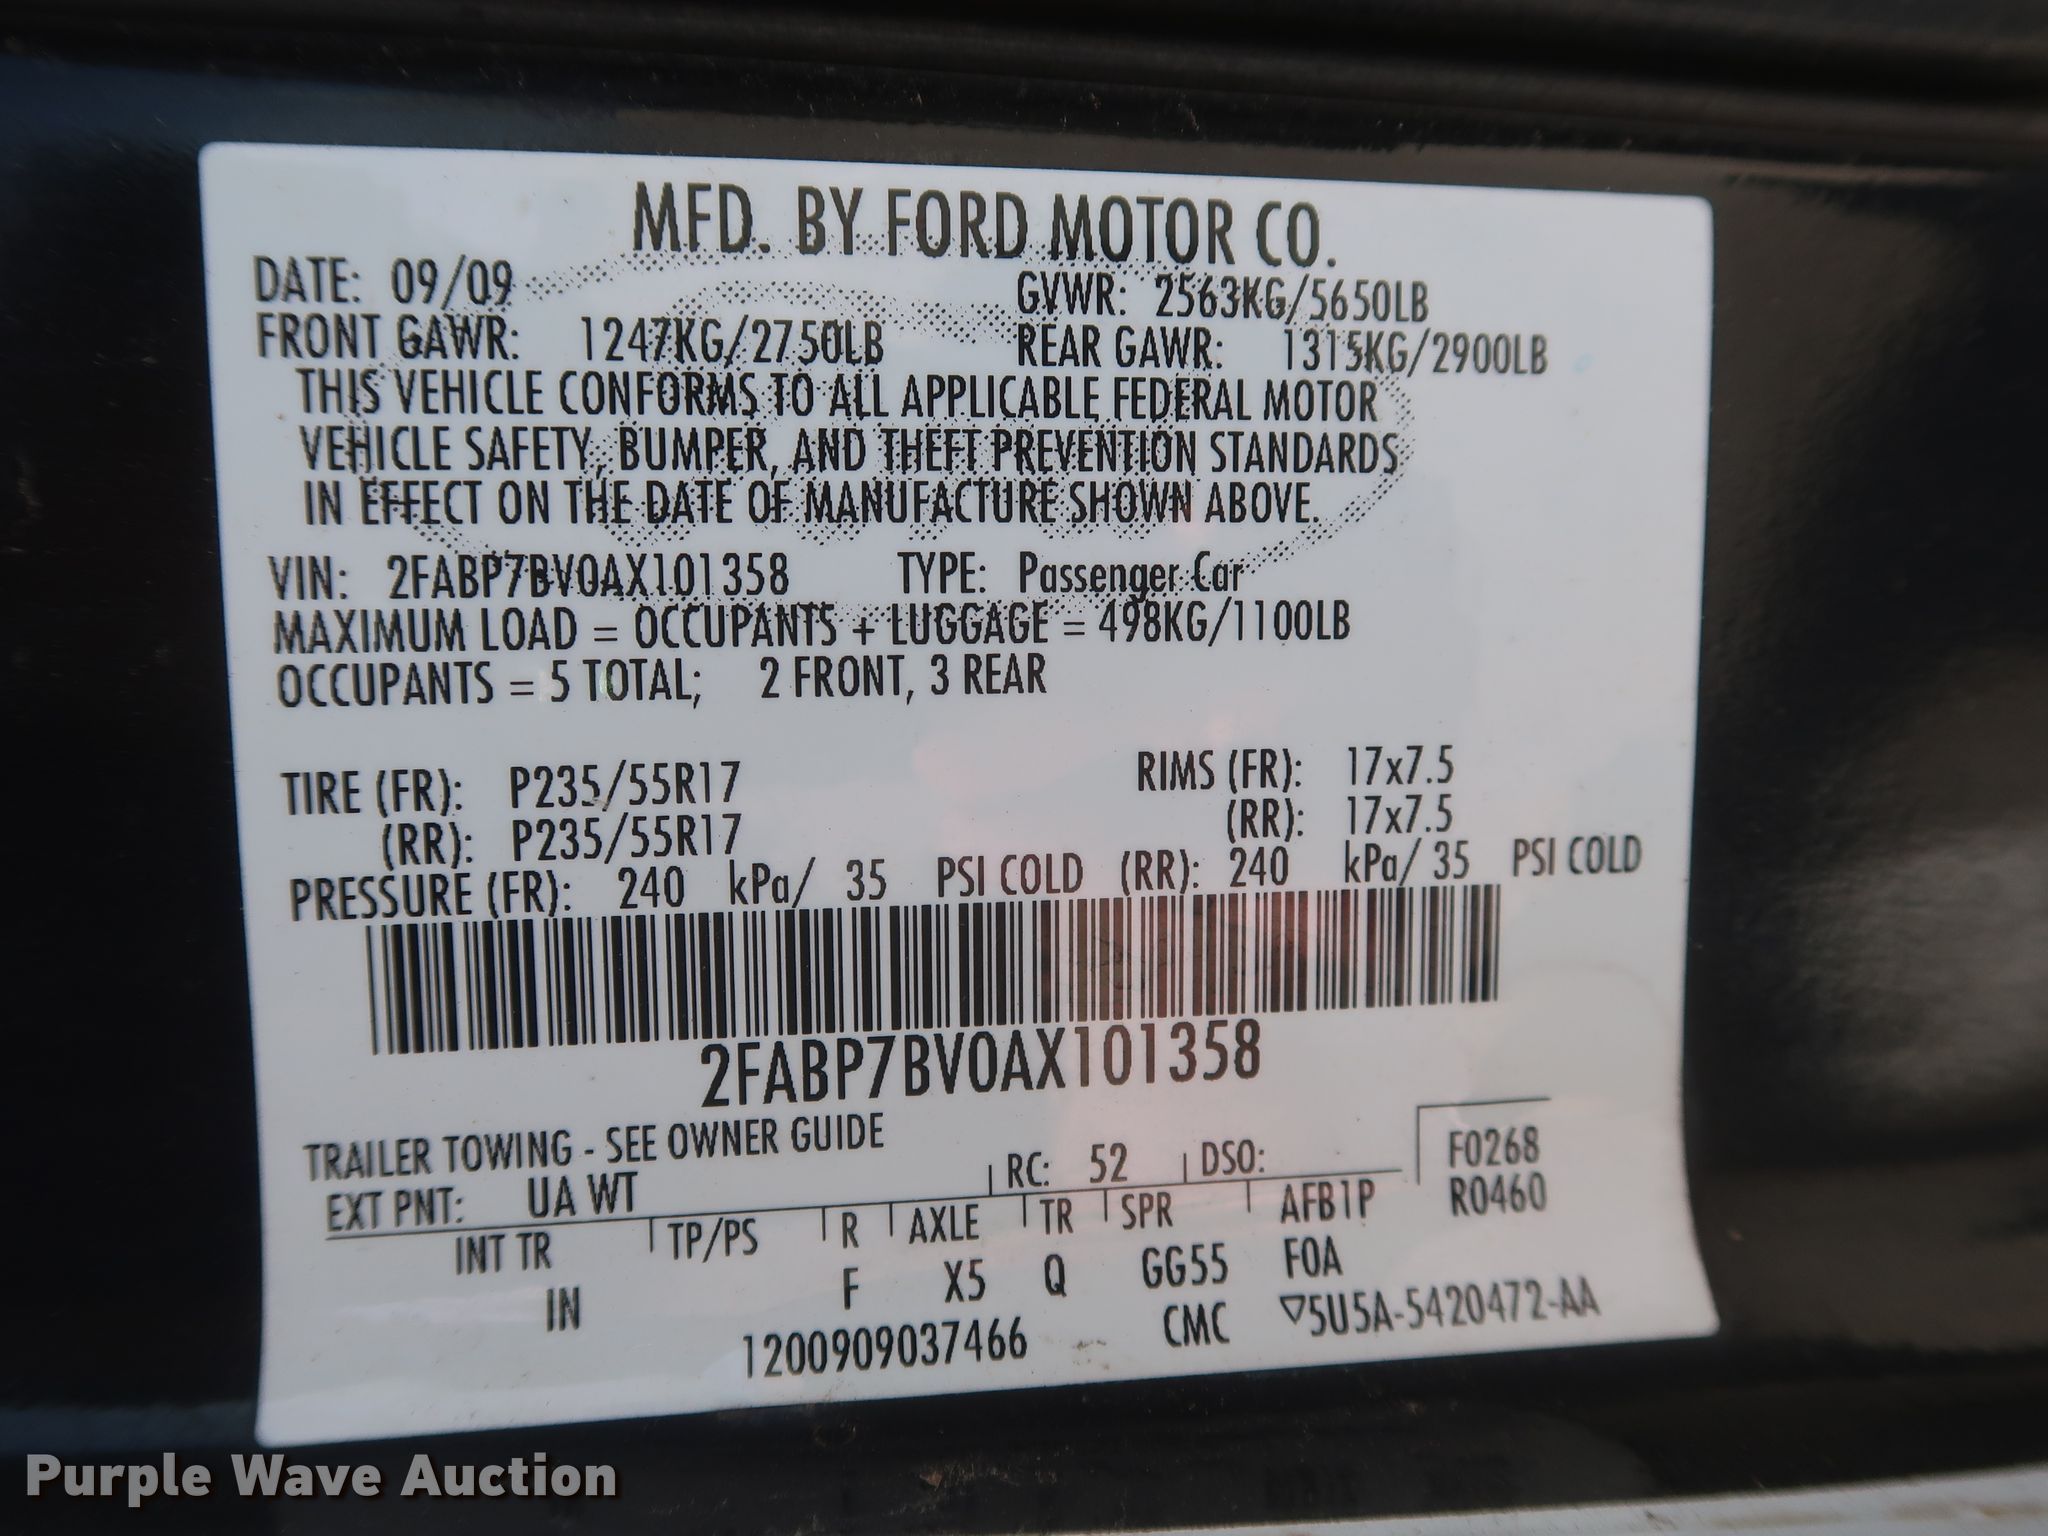 MFD. BY FORD MOTOR CO.
DATE: 09/09 GVWR: 2563KG/5650LB
FRONT GAWR: 1247KG/2750LB REAR GAWR: 1315KG/2900LB
THIS VEHICLE CONFORMS TO ALL APPLICABLE FEDERAL MOTOR
VEHICLE SAFETY, BUMPER, AND THEFT PREVENTION STANDARDS
IN EFFECT ON THE DATE OF MANUFACTURE SHOWN ABOVE.
VIN: 2FABP7BV0AX101358 TYPE: Passenger Car
MAXIMUM LOAD = OCCUPANTS + LUGGAGE = 498KG/1100LB
OCCUPANTS = 5 TOTAL; 2 FRONT, 3 REAR
TIRE (FR): P235/55R17 RIMS (FR): 17x7.5
(RR): P235/55R17 (RR): 17x7.5
PRESSURE (FR): 240 kPa/ 35 PSI COLD (RR): 240 kPa/ 35 PSI COLD
2FABP7BV0AX101358
TRAILER TOWING - SEE OWNER GUIDE
EXT PNT: UA WT RC: 52 DSO: F0268
R0460
INT TR TP/PS R AXLE TR SPR AFB1P
IN F X5 Q GG55 F0A
1200909037466 CMC ▽5U5A-5420472-AA
Purple Wave Auction